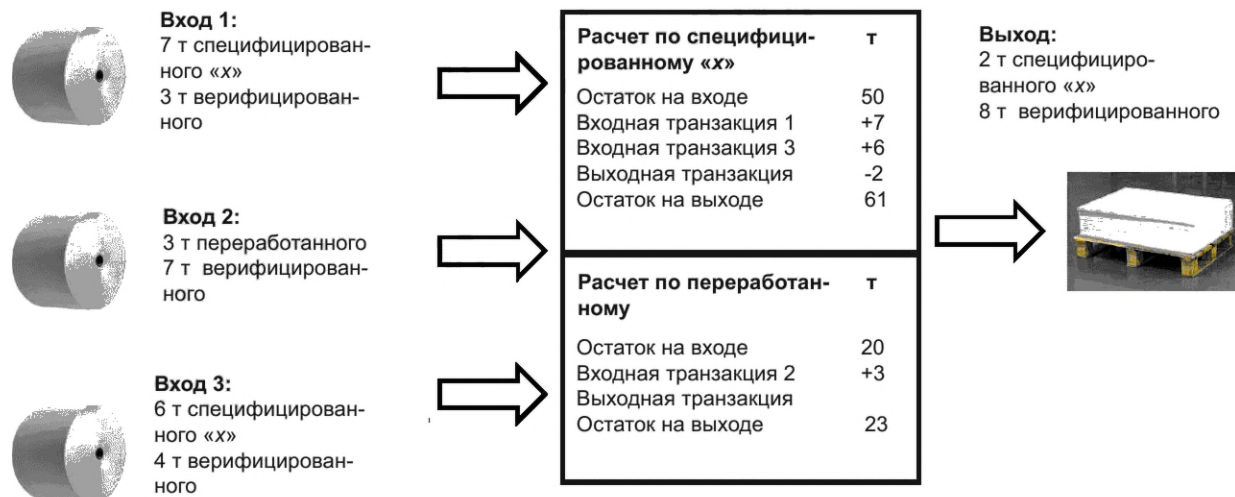 Вход 1:
7 т специфицирован-
ного «х»
3 т верифицирован-
ного
Вход 2:
3 т переработанного
7 т верифицирован-
ного
Вход 3:
6 т специфицирован-
ного «х»
4 т верифицирован-
ного
Расчет по специфици- т
рованному «х»
Остаток на входе 50
Входная транзакция 1 +7
Входная транзакция 3 +6
Выходная транзакция -2
Остаток на выходе 61
Расчет по переработан- т
ному
Остаток на входе 20
Входная транзакция 2 +3
Выходная транзакция
Остаток на выходе 23
Выход:
2 т специфициро-
ванного «х»
8 т верифицированного